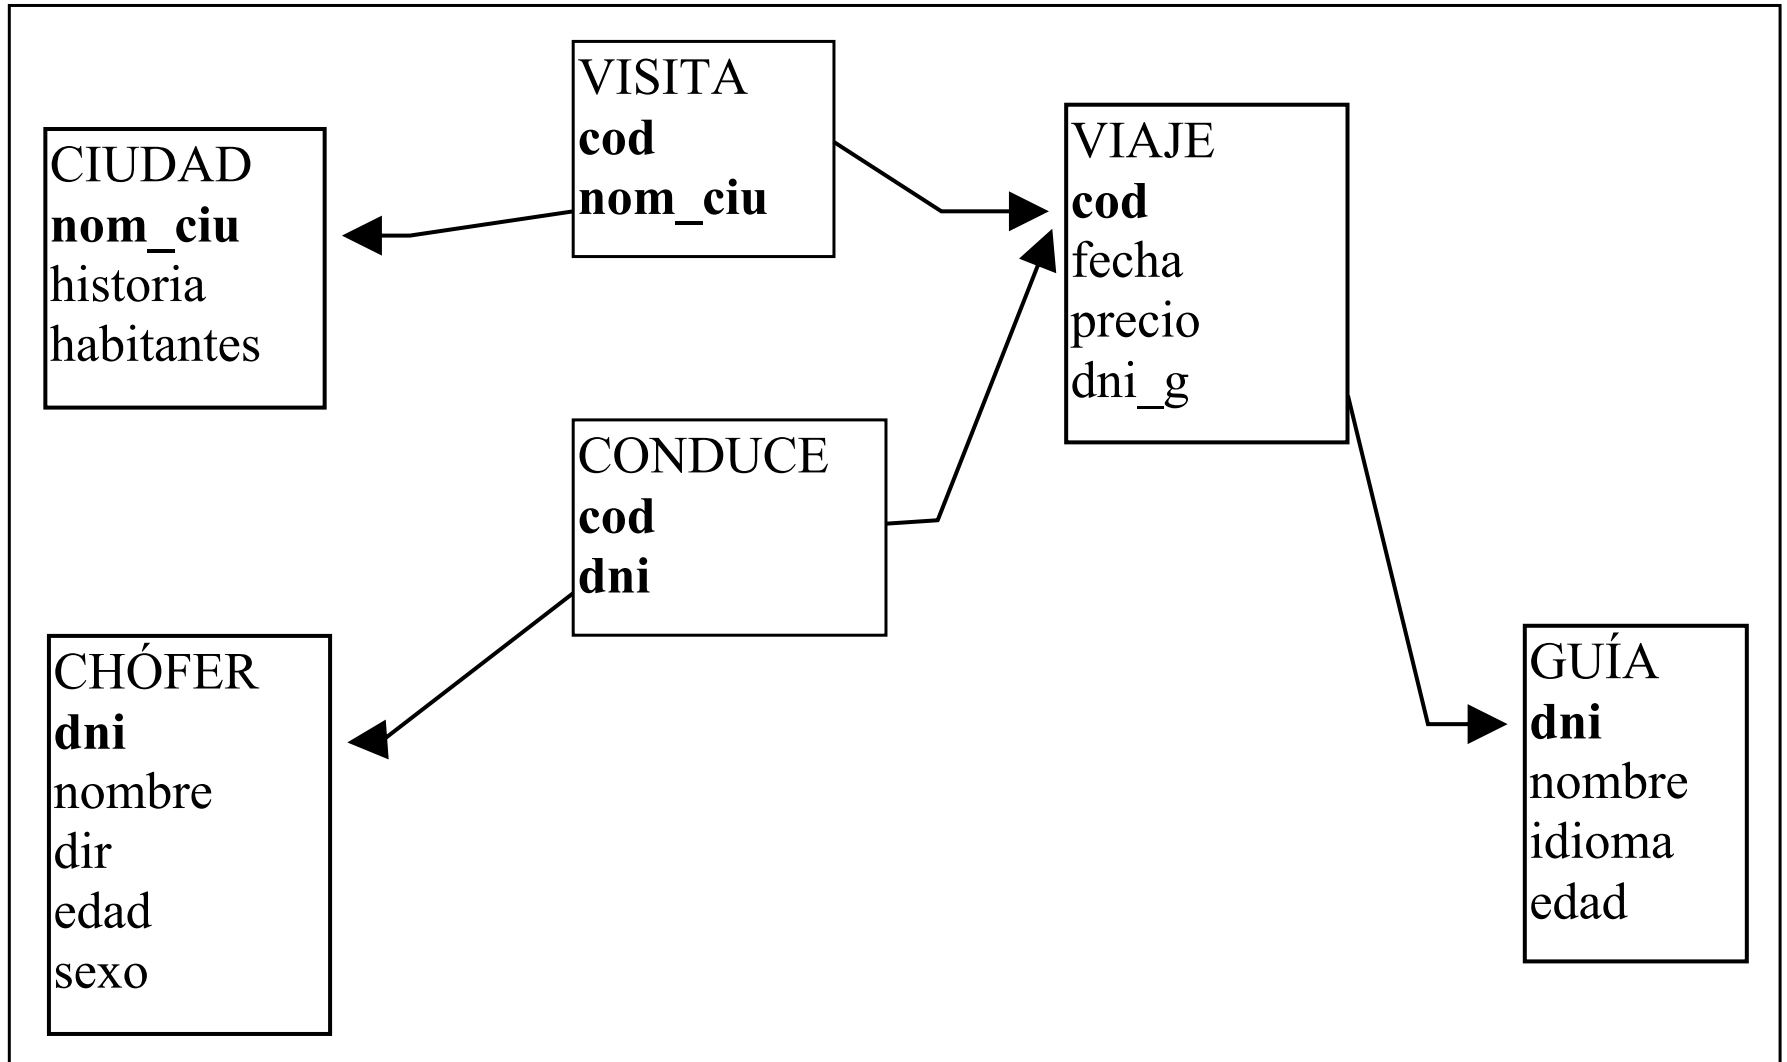 VISITA
cod
nom_ciu
CIUDAD
nom_ciu
historia
habitantes
VIAJE
cod
fecha
precio
dni_g
CONDUCE
cod
dni
CHÓFER
dni
nombre
dir
edad
sexo
GUÍA
dni
nombre
idioma
edad